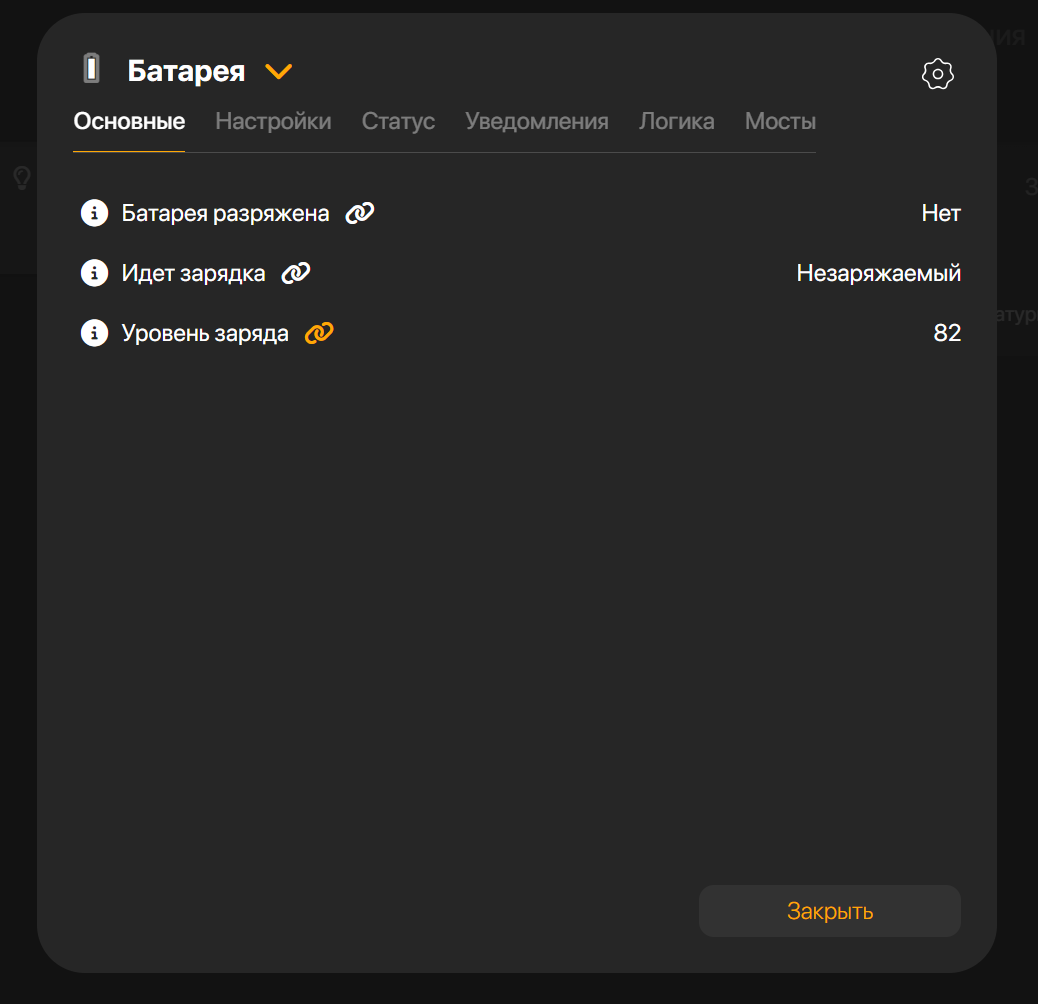 Батарея
Основные Настройки Статус Уведомления Логика Мосты
Батарея разряжена Нет
Идет зарядка Незаряжаемый
Уровень заряда 82
Закрыть